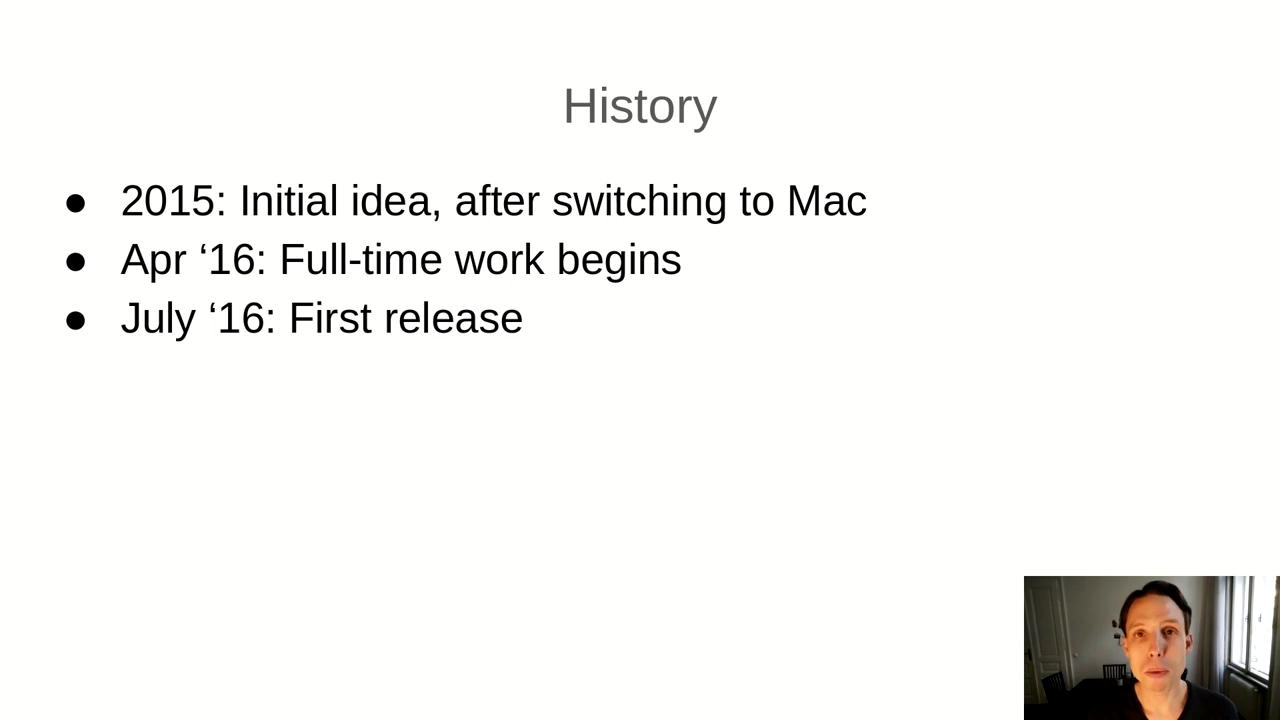 History
● 2015: Initial idea, after switching to Mac
● Apr ‘16: Full-time work begins
● July ‘16: First release